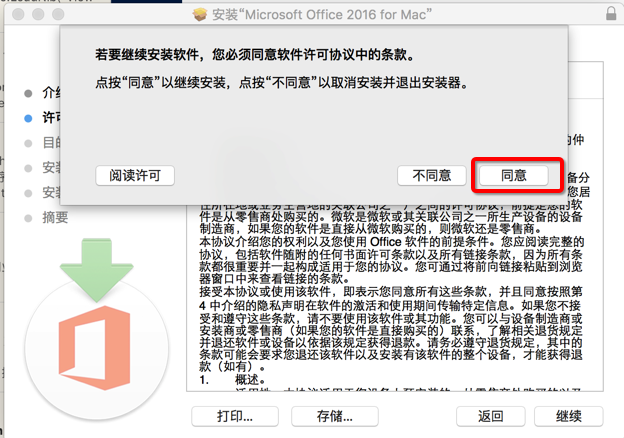 安装“Microsoft Office 2016 for Mac”
若要继续安装软件，您必须同意软件许可协议中的条款。
点按“同意”以继续安装，点按“不同意”以取消安装并退出安装器。
阅读许可
不同意
同意
许可
目的
安装
安装
摘要
的仲
备分
您居
件是从零售商处购买的。微软是微软或其关联公司之一所生产设备的设备
制造商，如果您的软件是直接从微软购买的，则微软还是零售商。
本协议介绍您的权利以及您使用 Office 软件的前提条件。您应阅读完整的
协议，包括软件随附的任何书面许可条款以及所有链接条款，因为所有条
款都很重要并一起构成适用于您的协议。您可通过将前向链接粘贴到浏览
器窗口中来查看链接的条款。
接受本协议或使用该软件，即表示您同意所有这些条款，并且同意按照第
4 中介绍的隐私声明在软件的激活和使用期间传输特定信息。如果您不接
受和遵守这些条款，请不要使用该软件或其功能。您可以与设备制造商或
安装商或零售商（如果您的软件是直接购买的）联系，了解相关退货规定
并退还软件或设备以依据该规定获得退款。请务必遵守退货规定，其中的
条款可能会要求您退还该软件以及安装有该软件的整个设备，才能获得退
款（如有）。
1. 概述。
打印...
存储...
返回
继续